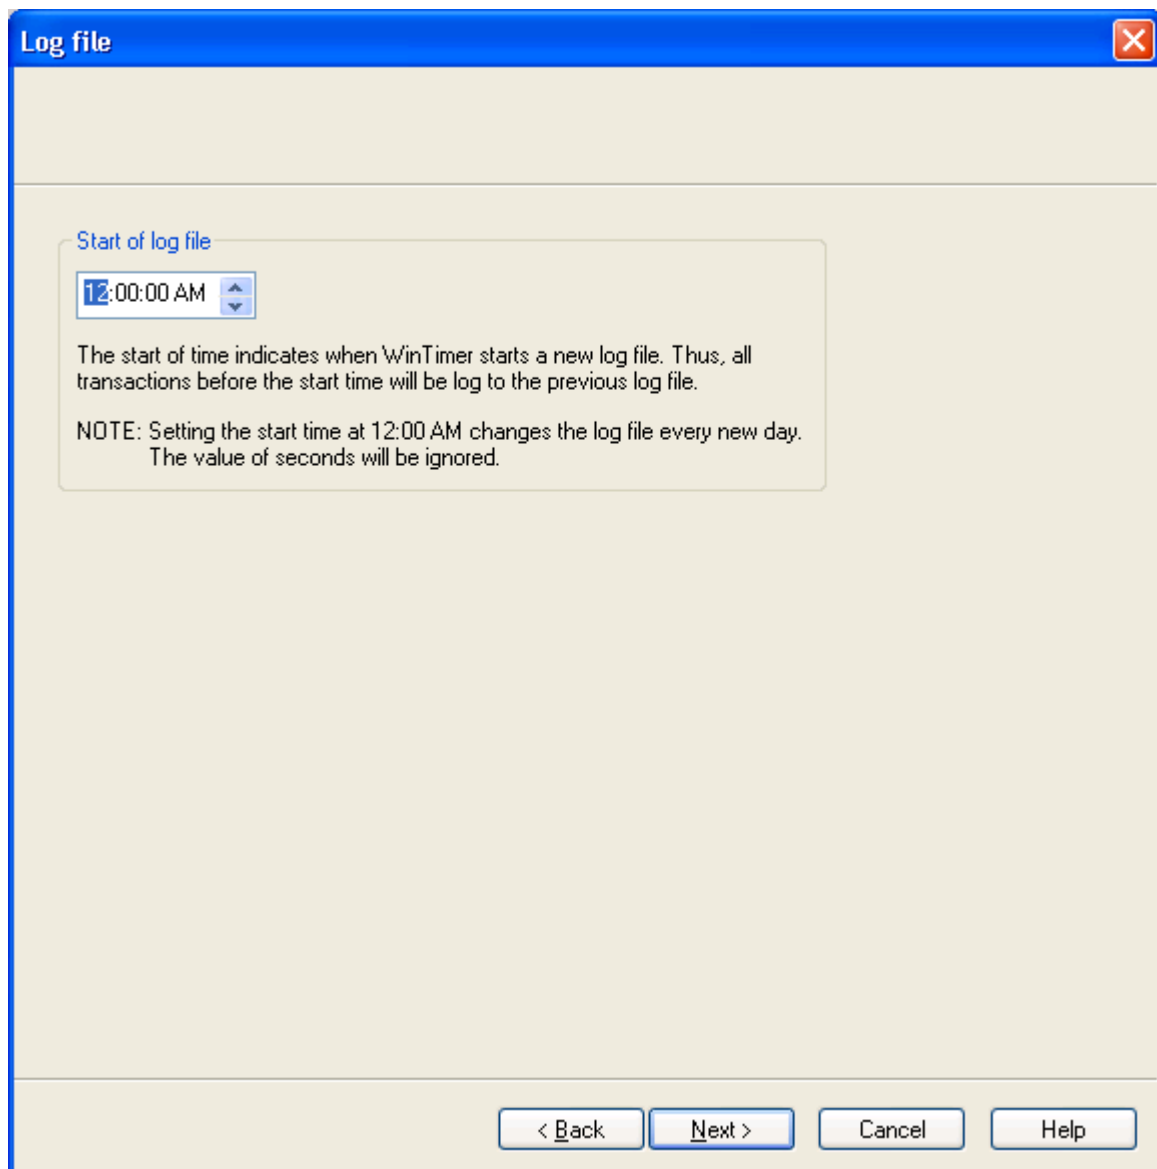 Log file
Start of log file
12:00:00 AM
The start of time indicates when WinTimer starts a new log file. Thus, all
transactions before the start time will be log to the previous log file.
NOTE: Setting the start time at 12:00 AM changes the log file every new day.
The value of seconds will be ignored.
< Back Next > Cancel Help